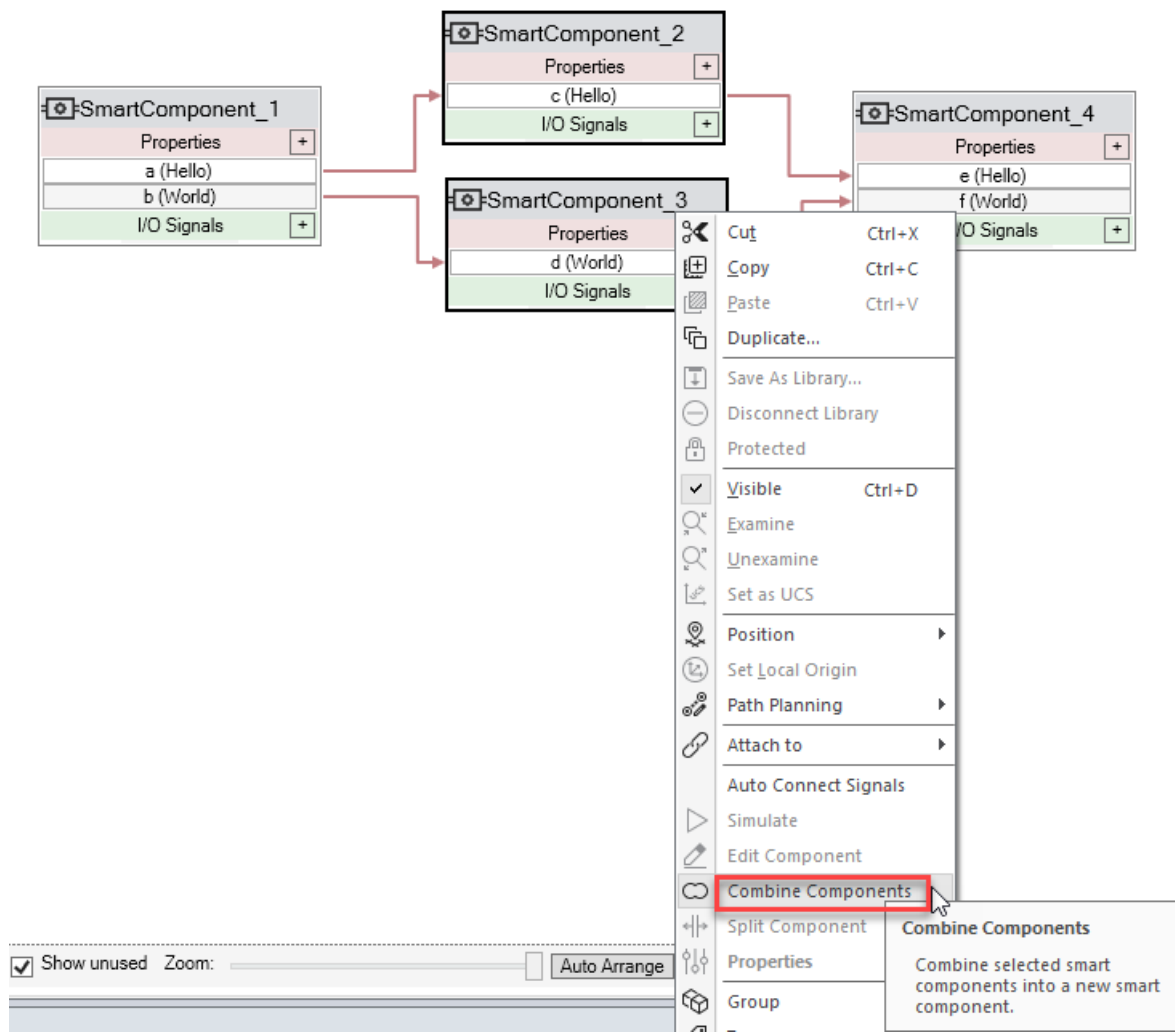 SmartComponent_1
Properties +
a (Hello)
b (World)
I/O Signals +
SmartComponent_2
Properties +
c (Hello)
I/O Signals +
SmartComponent_3
Properties
d (World)
I/O Signals
SmartComponent_4
Properties +
e (Hello)
f (World)
I/O Signals +
Cut Ctrl+X
Copy Ctrl+C
Paste Ctrl+V
Duplicate...
Save As Library...
Disconnect Library
Protected
Visible Ctrl+D
Examine
Unexamine
Set as UCS
Position
Set Local Origin
Path Planning
Attach to
Auto Connect Signals
Simulate
Edit Component
Combine Components
Split Component
Properties
Group
Combine Components
Combine selected smart
components into a new smart
component.
Show unused Zoom: Auto Arrange